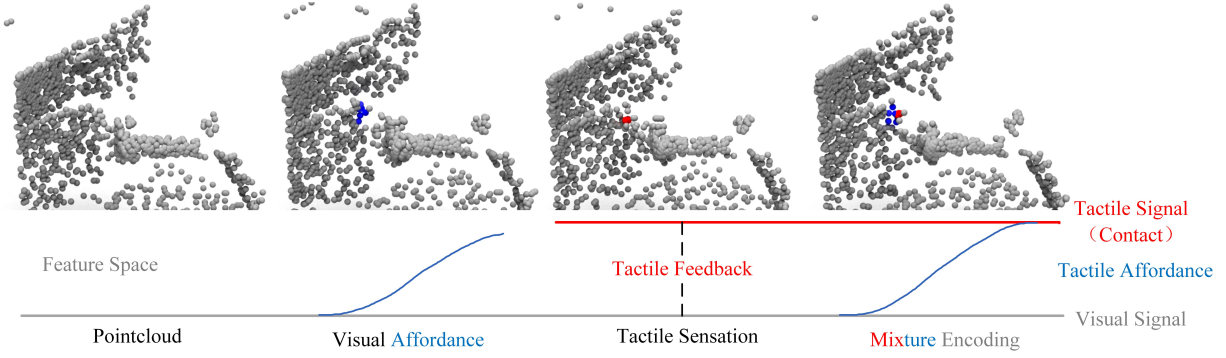 Tactile Signal
（Contact）
Feature Space
Tactile Feedback
Tactile Affordance
Visual Signal
Pointcloud
Visual Affordance
Tactile Sensation
Mixture Encoding